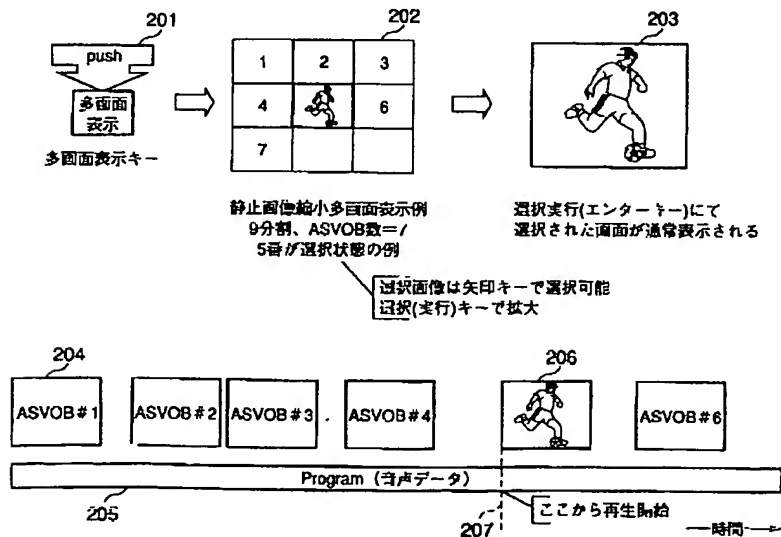 201
push
多画面
表示
多画面表示キー
202
1 2 3
4 6
7
静止画像縮小多画面表示例
9分割、ASVOB数=7
5番が選択状態の例
選択画像は矢印キーで選択可能
選択(実行)キーで拡大
203
選択実行(エンターキー)にて
選択された画面が通常表示される
204
ASVOB#1
ASVOB#2
ASVOB#3
ASVOB#4
206
ASVOB#6
Program (音声データ)
205
207
ここから再生開始
時間